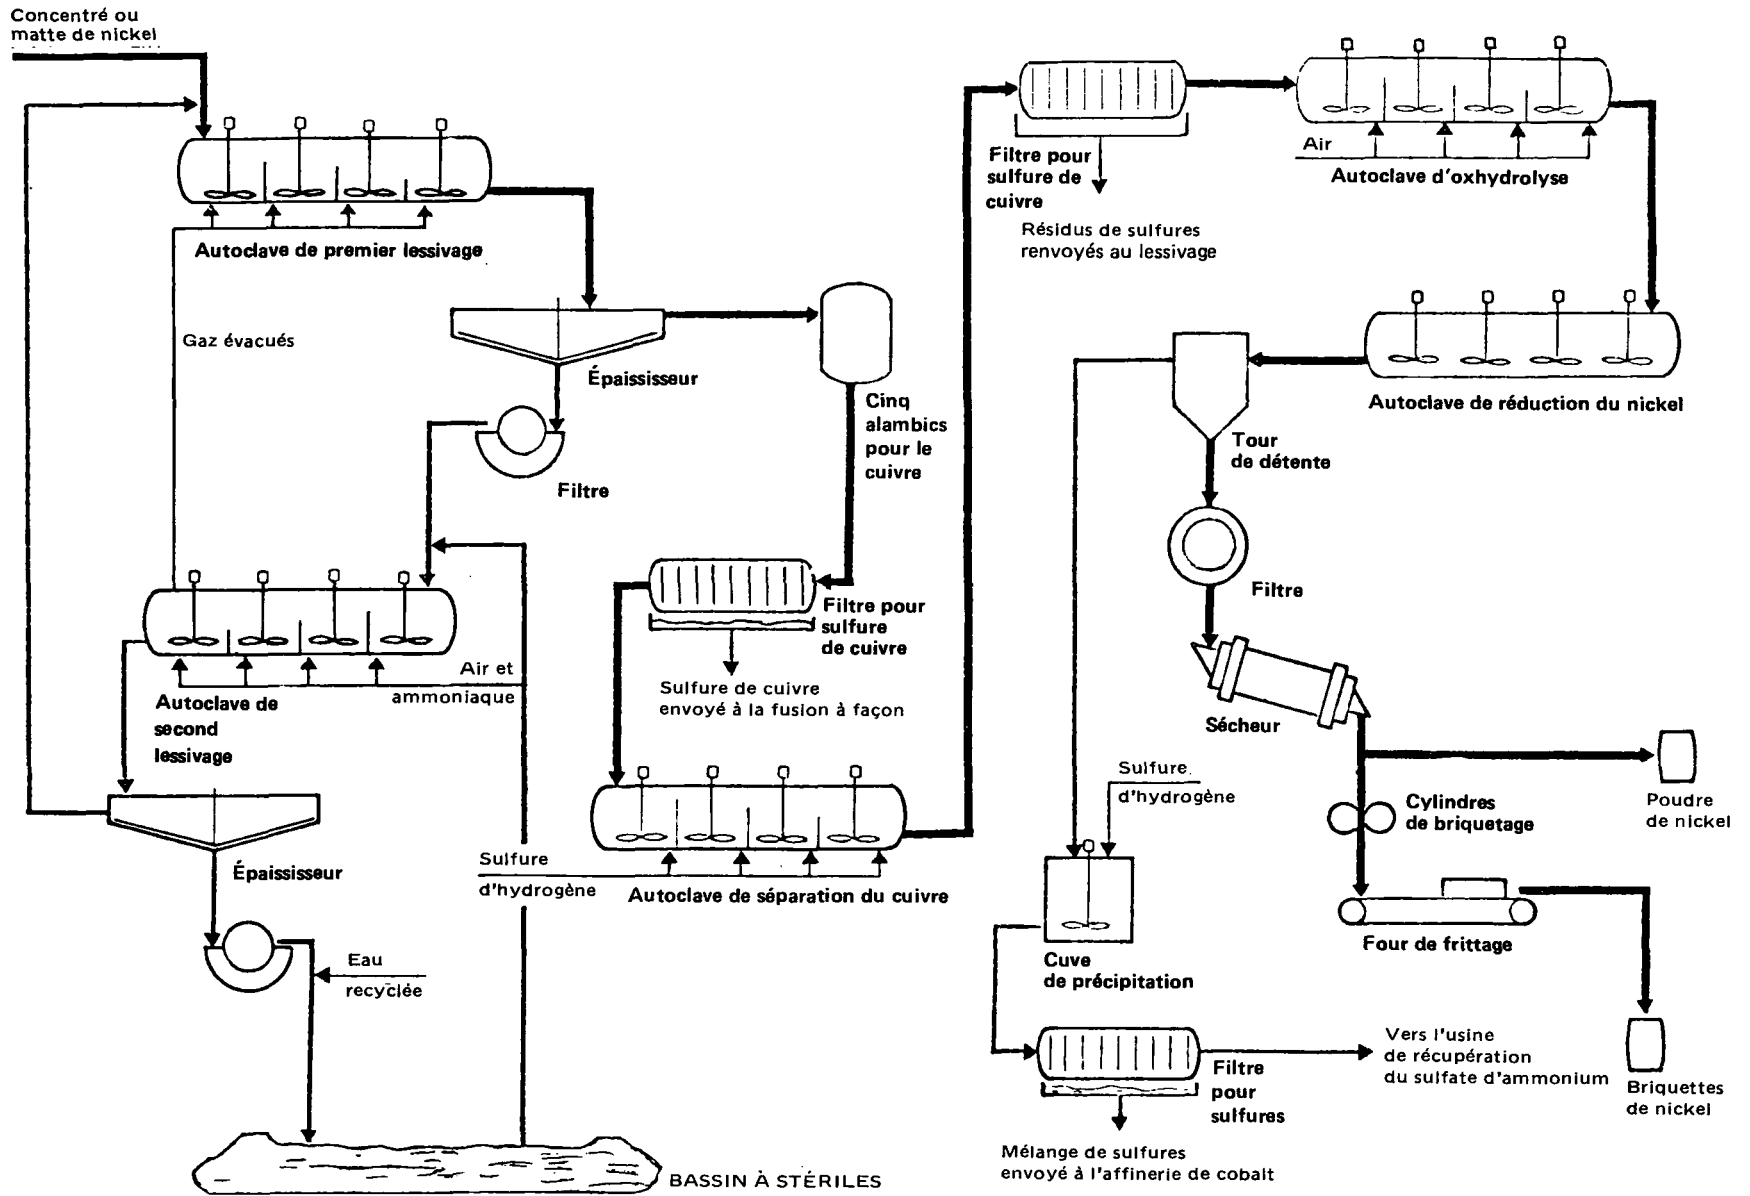 Concentré ou
matte de nickel
Autoclave de premier lessivage
Gaz évacués
Épaississeur
Filtre
Cinq
alambics
pour le
cuivre
Filtre pour
sulfure
de cuivre
Sulfure de cuivre
envoyé à la fusion à façon
Air et
ammoniaque
Autoclave de
second
lessivage
Épaississeur
Eau
recyclée
Sulfure
d'hydrogène
Autoclave de séparation du cuivre
BASSIN À STÉRILES
Filtre pour
sulfure de
cuivre
Résidus de sulfures
renvoyés au lessivage
Air
Autoclave d'oxhydrolyse
Autoclave de réduction du nickel
Tour
de détente
Filtre
Sécheur
Sulfure
d'hydrogène
Cylindres
de briquetage
Poudre
de nickel
Cuve
de précipitation
Four de frittage
Filtre
pour
sulfures
Vers l'usine
de récupération
du sulfate d'ammonium
Briquettes
de nickel
Mélange de sulfures
envoyé à l'affinerie de cobalt